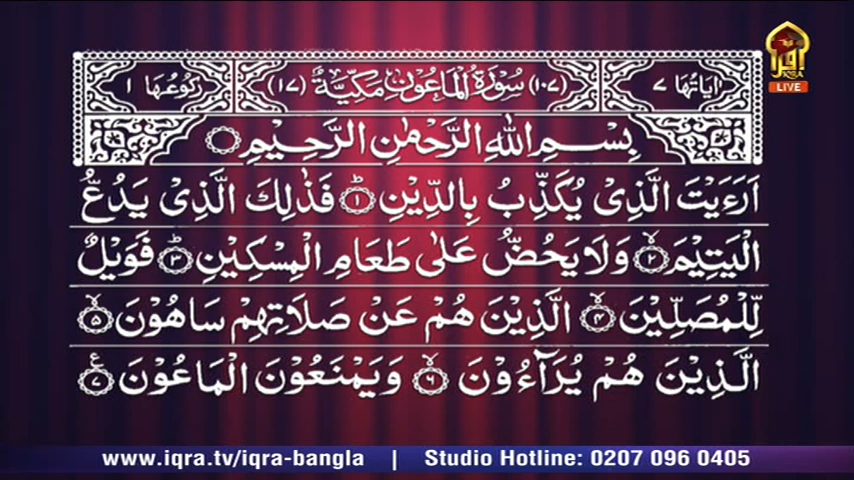 اٰيَاتُهَا ٧ (١٠٧) سُوْرَةُ الْمَاعُوْنِ مَكِّيَّةٌ (١٧) رُكُوْعُهَا ١
بِسْمِ اللهِ الرَّحْمٰنِ الرَّحِيْمِ
اَرَءَيْتَ الَّذِىْ يُكَذِّبُ بِالدِّيْنِ ؕ﴿١﴾ فَذٰلِكَ الَّذِىْ يَدُعُّ
الْيَتِيْمَ ۙ﴿٢﴾ وَلَا يَحُضُّ عَلٰى طَعَامِ الْمِسْكِيْنِ ؕ﴿٣﴾ فَوَيْلٌ
لِّلْمُصَلِّيْنَ ۙ﴿٤﴾ الَّذِيْنَ هُمْ عَنْ صَلَاتِهِمْ سَاهُوْنَ ۙ﴿٥﴾
الَّذِيْنَ هُمْ يُرَآءُوْنَ ۙ﴿٦﴾ وَيَمْنَعُوْنَ الْمَاعُوْنَ ﴿٧﴾ ع
اقرأ
IQRA
LIVE
www.iqra.tv/iqra-bangla | Studio Hotline: 0207 096 0405